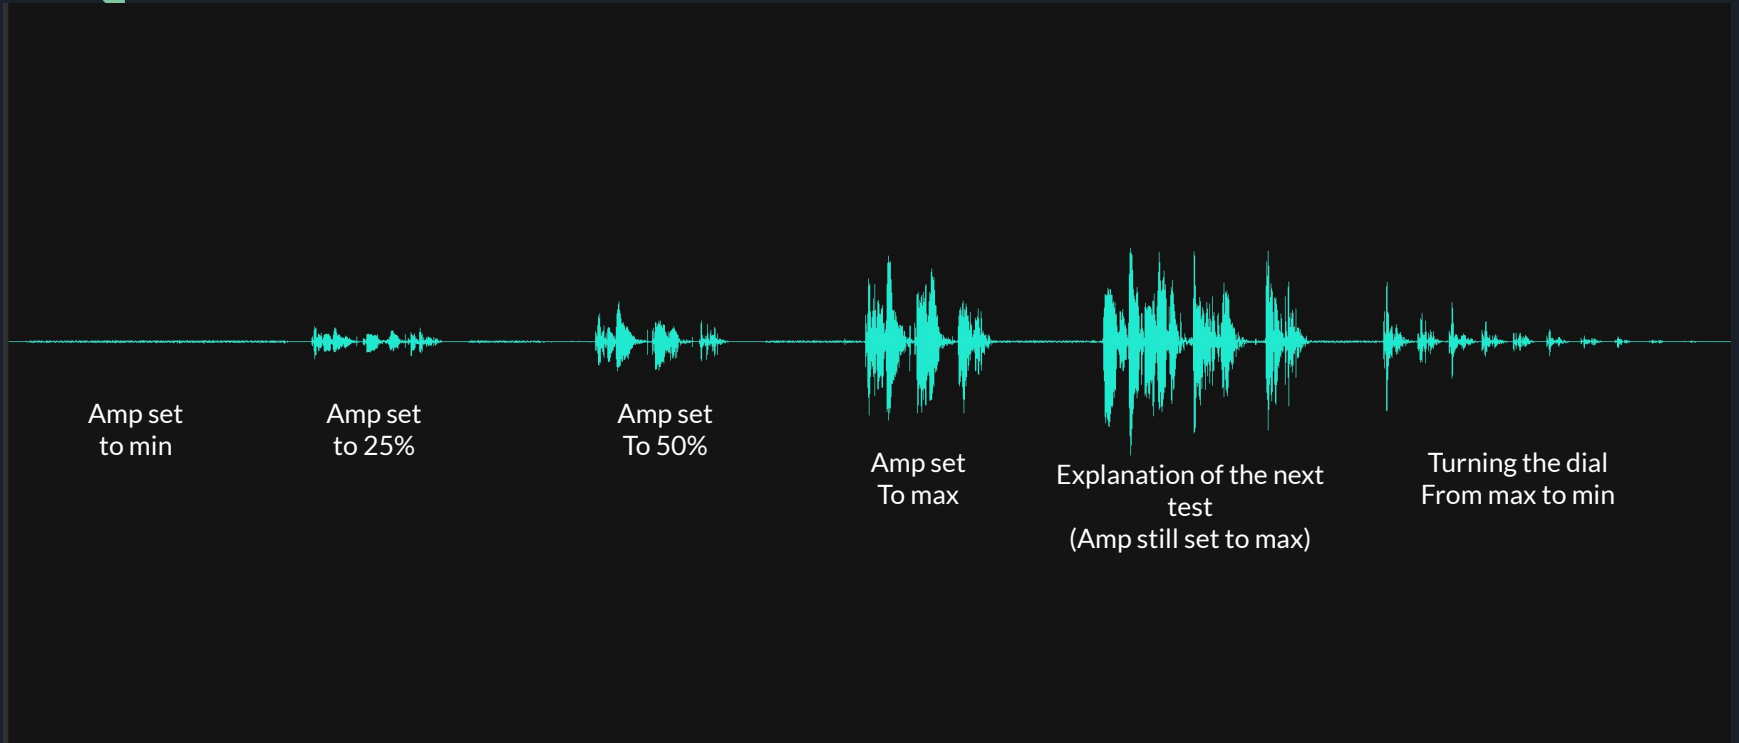 Amp set
to min
Amp set
to 25%
Amp set
To 50%
Amp set
To max
Explanation of the next
test
(Amp still set to max)
Turning the dial
From max to min